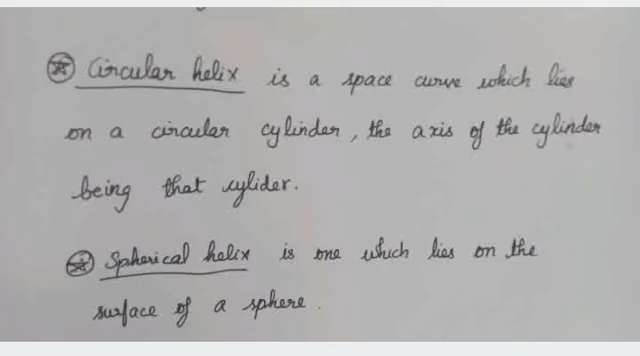 Circular helix is a space curve which lies
on a circular cylinder, the axis of the cylinder
being that cylider.
Spherical helix is one which lies on the
surface of a sphere.